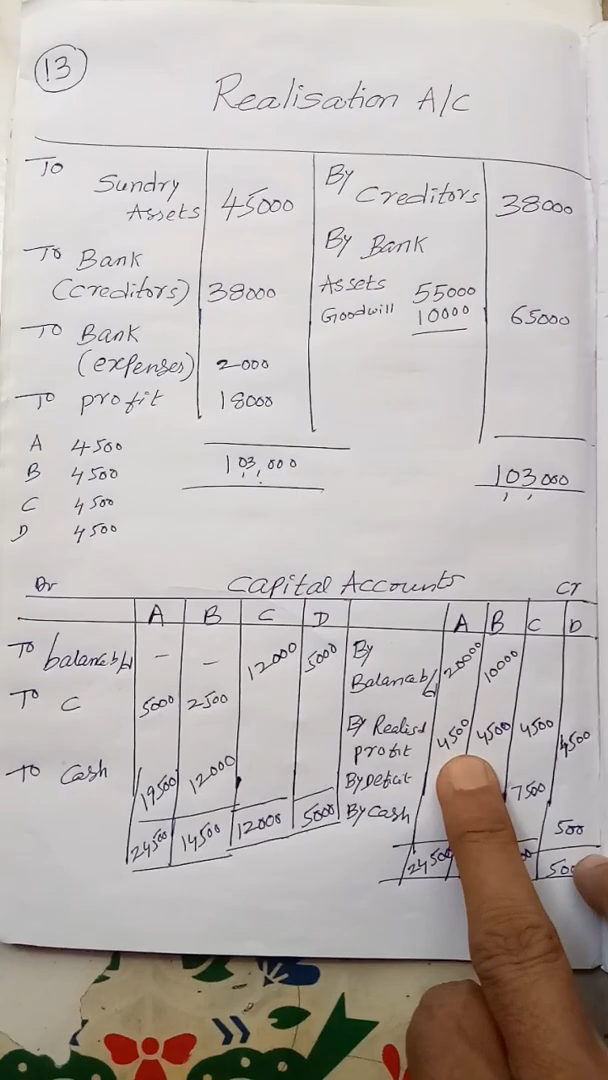 13
Realisation A/C
To Sundry Assets 45000 By Creditors 38000
To Bank (creditors) 38000 By Bank
Assets 55000
Goodwill 10000 65000
To Bank (expenses) 2000
To profit 18000
A 4500
B 4500
C 4500
D 4500
103,000 103000
Dr Capital Accounts Cr
A B C D A B C D
To balance b/d - - 12000 5000 By Balance b/d 20000 10000
To C 5000 2500
By Realisd profit 4500 4500 4500 4500
To Cash 19500 12000 By Deficit 7500
By Cash 500
24500 14500 12000 5000 24500